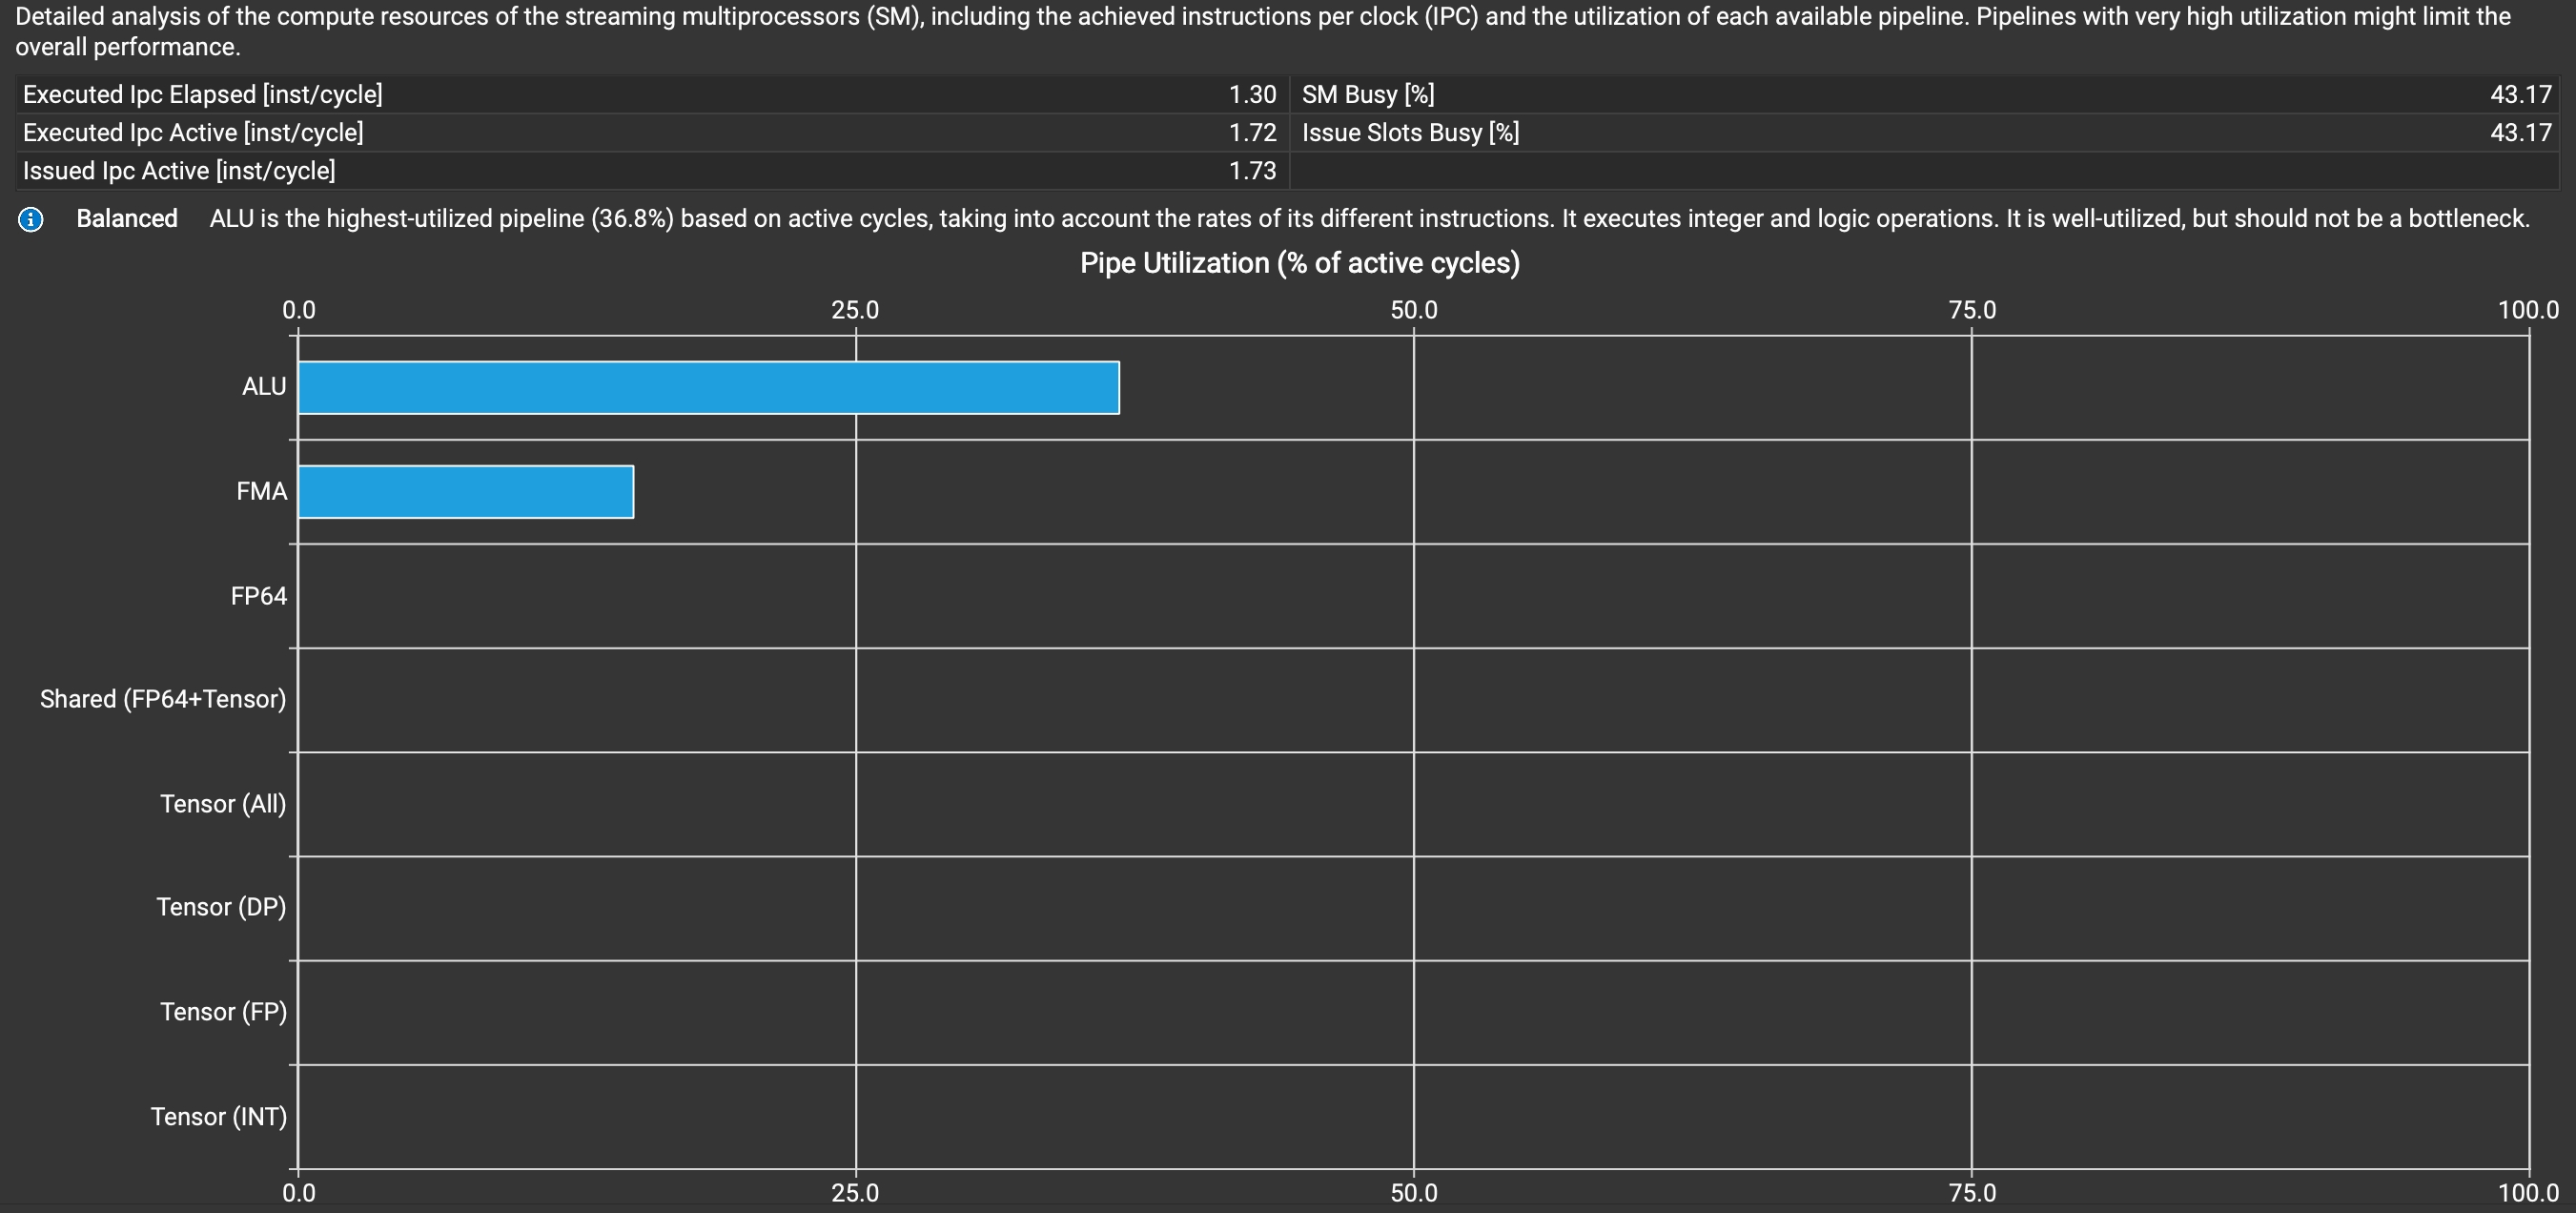 Detailed analysis of the compute resources of the streaming multiprocessors (SM), including the achieved instructions per clock (IPC) and the utilization of each available pipeline. Pipelines with very high utilization might limit the
overall performance.
Executed Ipc Elapsed [inst/cycle] 1.30 SM Busy [%] 43.17
Executed Ipc Active [inst/cycle] 1.72 Issue Slots Busy [%] 43.17
Issued Ipc Active [inst/cycle] 1.73
Balanced ALU is the highest-utilized pipeline (36.8%) based on active cycles, taking into account the rates of its different instructions. It executes integer and logic operations. It is well-utilized, but should not be a bottleneck.
Pipe Utilization (% of active cycles)
0.0 25.0 50.0 75.0 100.0
ALU
FMA
FP64
Shared (FP64+Tensor)
Tensor (All)
Tensor (DP)
Tensor (FP)
Tensor (INT)
0.0 25.0 50.0 75.0 100.0